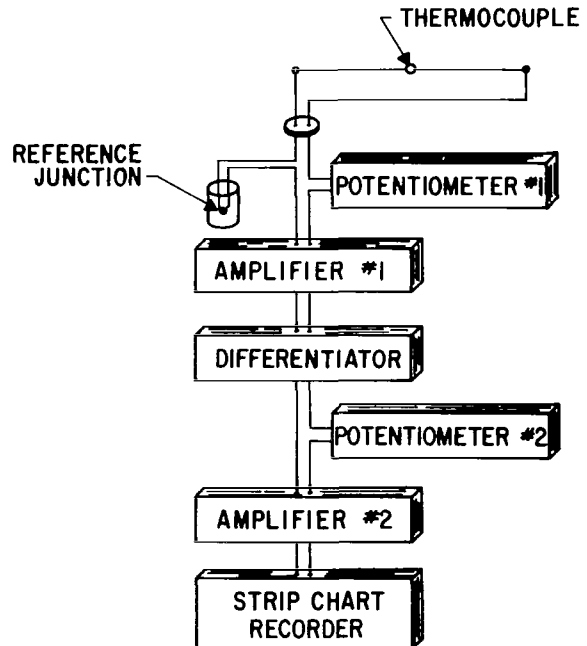 THERMOCOUPLE
REFERENCE
JUNCTION
POTENTIOMETER #1
AMPLIFIER #1
DIFFERENTIATOR
POTENTIOMETER #2
AMPLIFIER #2
STRIP CHART
RECORDER